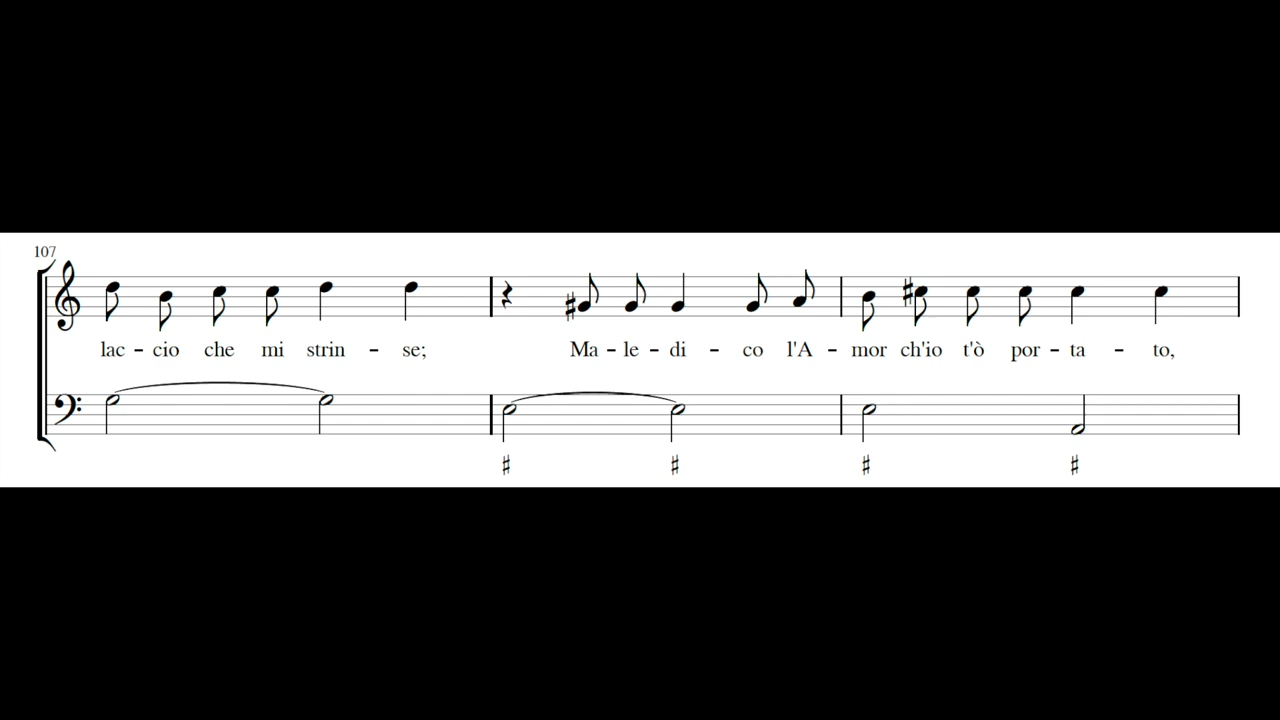 107
lac - cio che mi strin - se; Ma - le - di - co l'A - mor ch'io t'ò por - ta - to,